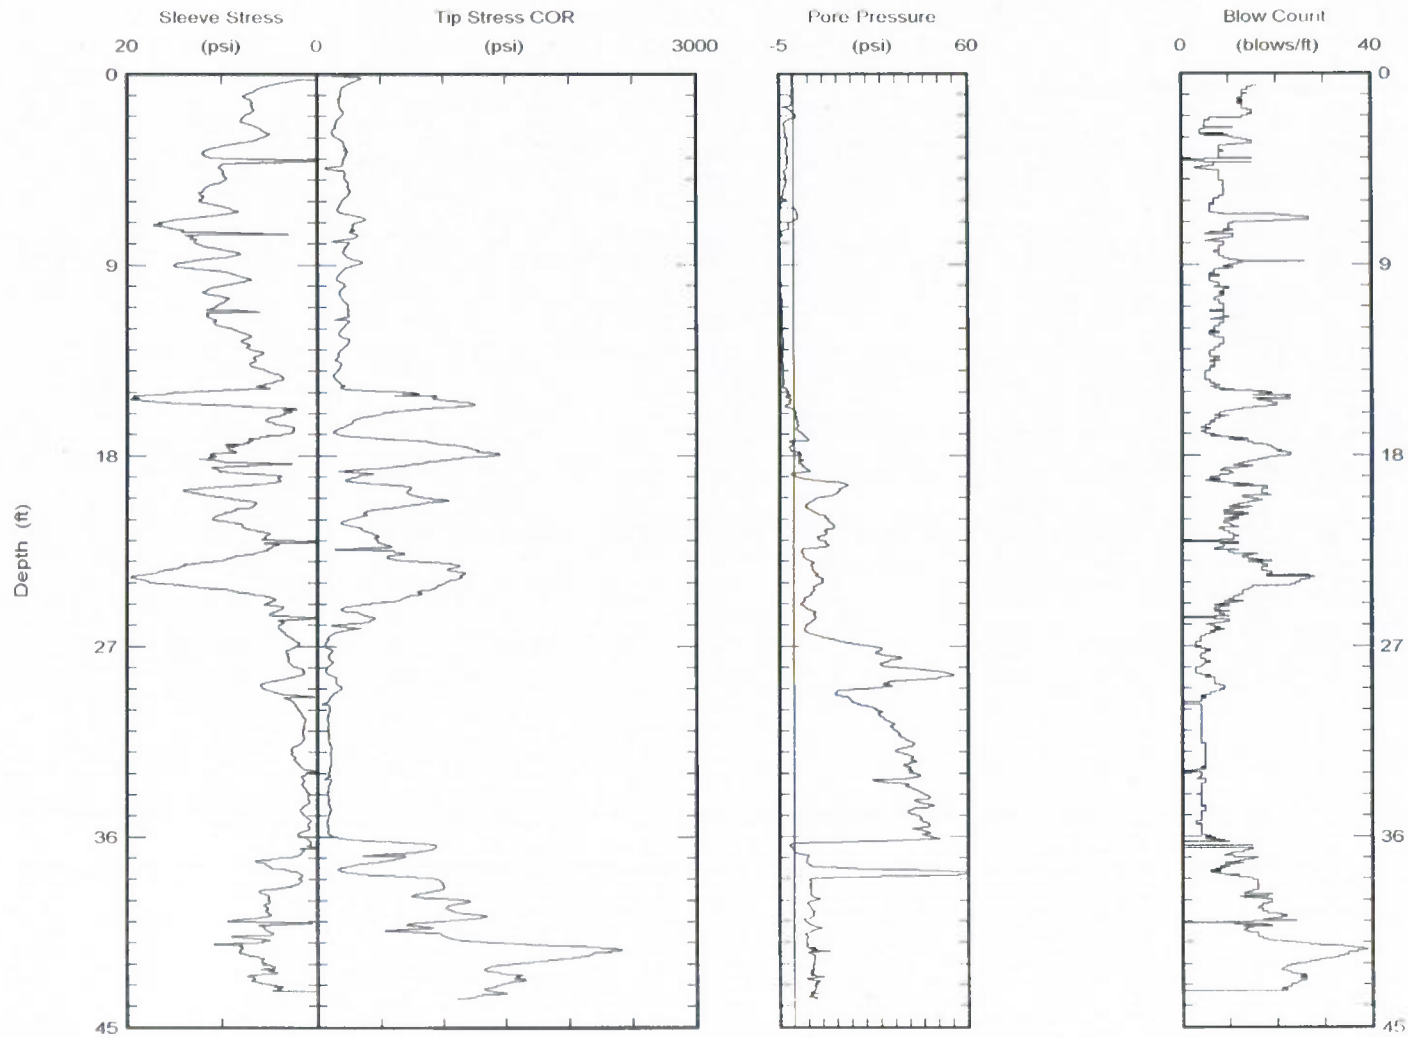 Sleeve Stress Tip Stress COR Pore Pressure Blow Count
20 (psi) 0 (psi) 3000 -5 (psi) 60 0 (blows/ft) 40
0 0
9 9
18 18
Depth (ft)
27 27
36 36
45 45